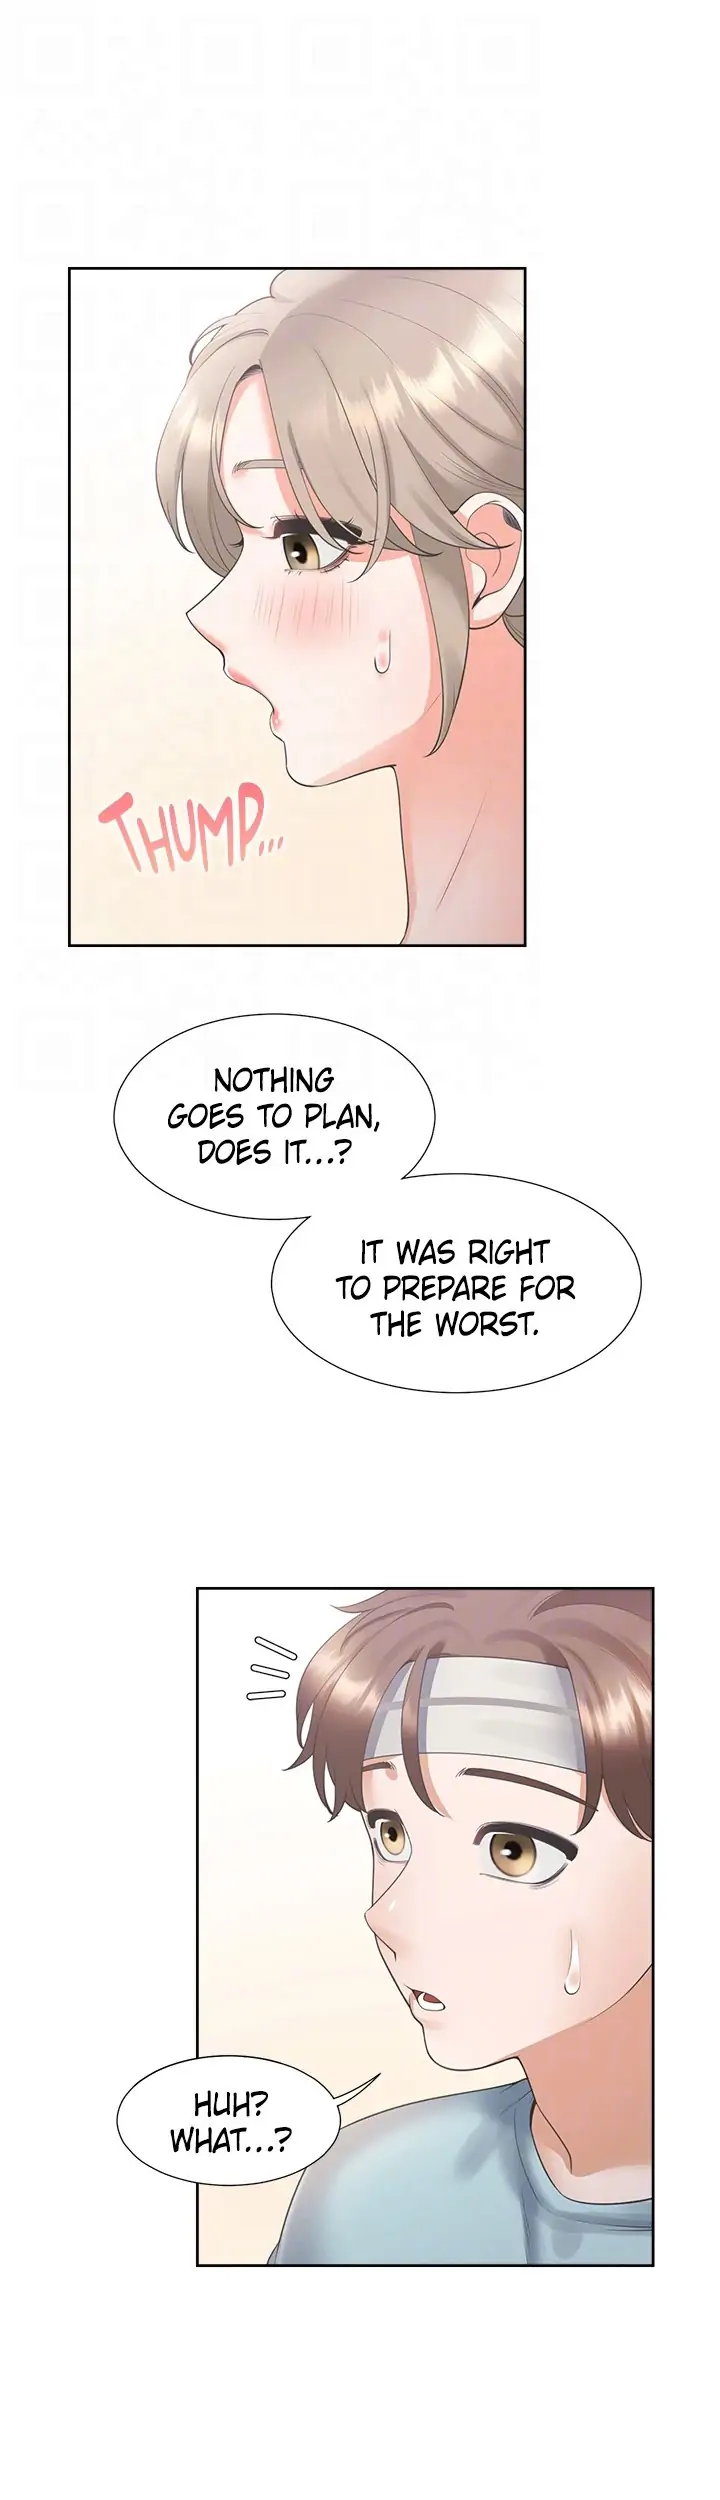 THUMP...
NOTHING
GOES TO PLAN,
DOES IT...?
IT WAS RIGHT
TO PREPARE FOR
THE WORST.
HUH?
WHAT...?